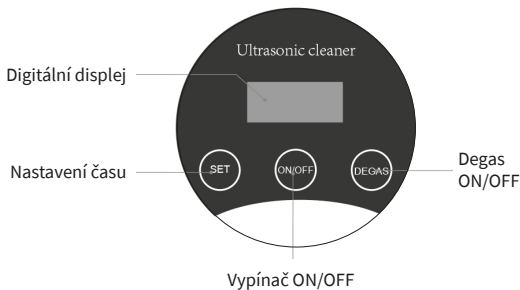 Ultrasonic cleaner
Digitální displej
Nastavení času
SET
ON/OFF
DEGAS
Degas
ON/OFF
Vypínač ON/OFF